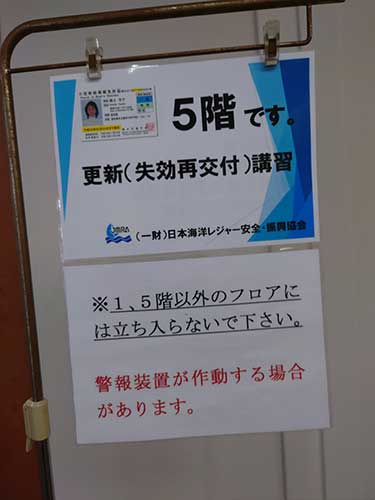 5階です。
更新(失効再交付)講習
JMRA
(一財)日本海洋レジャー安全・振興協会
※1、5階以外のフロアに
は立ち入らないで下さい。
警報装置が作動する場合
があります。